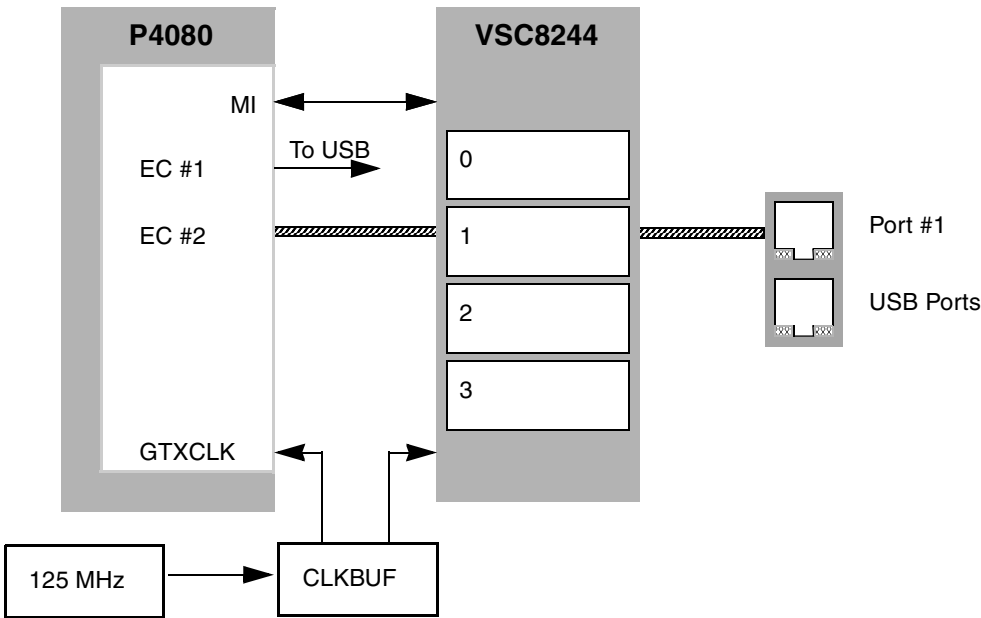 P4080
VSC8244
MI
To USB
EC #1
0
EC #2
1
Port #1
2
USB Ports
3
GTXCLK
125 MHz
CLKBUF